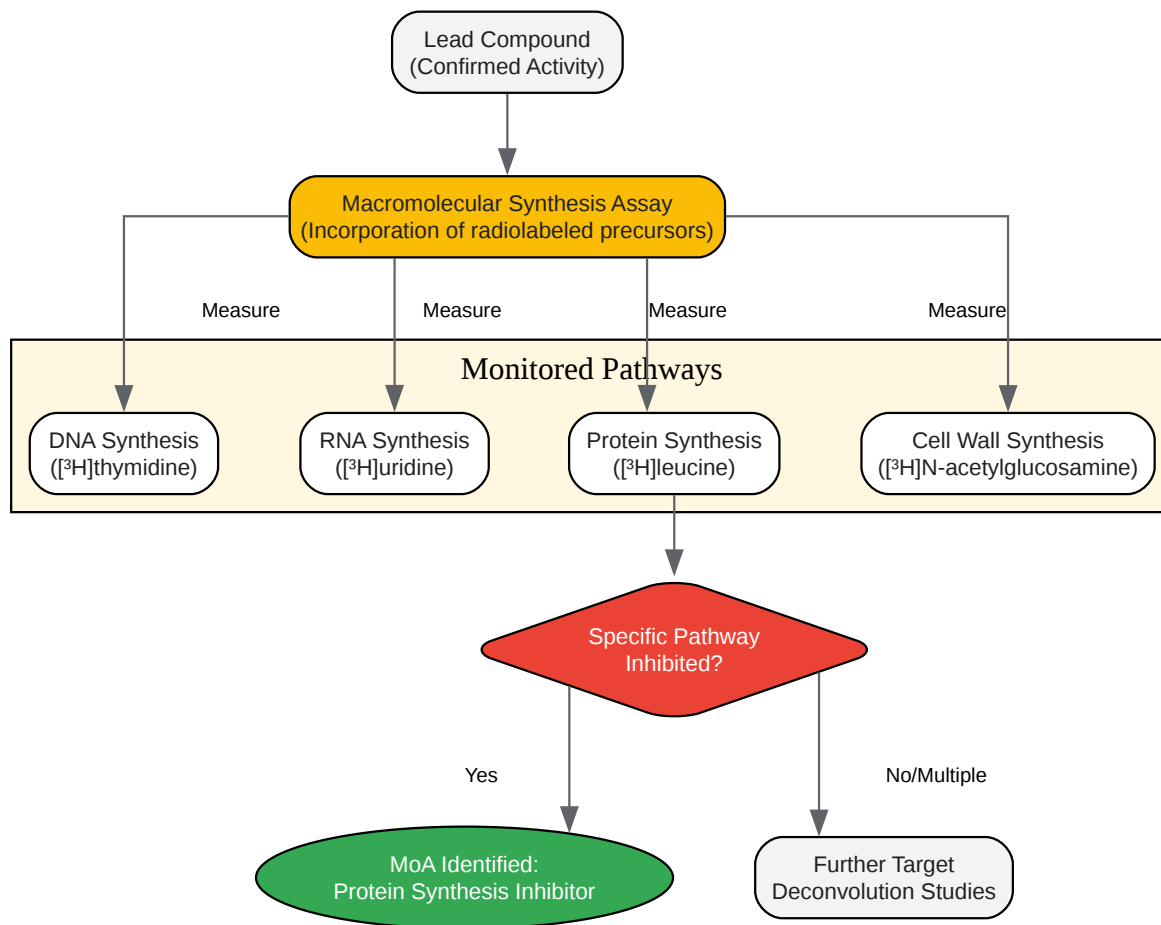 Lead Compound
(Confirmed Activity)
Macromolecular Synthesis Assay
(Incorporation of radiolabeled precursors)
Measure
Measure
Measure
Measure
Monitored Pathways
DNA Synthesis
([³H]thymidine)
RNA Synthesis
([³H]uridine)
Protein Synthesis
([³H]leucine)
Cell Wall Synthesis
([³H]N-acetylglucosamine)
Specific Pathway
Inhibited?
Yes
No/Multiple
MoA Identified:
Protein Synthesis Inhibitor
Further Target
Deconvolution Studies